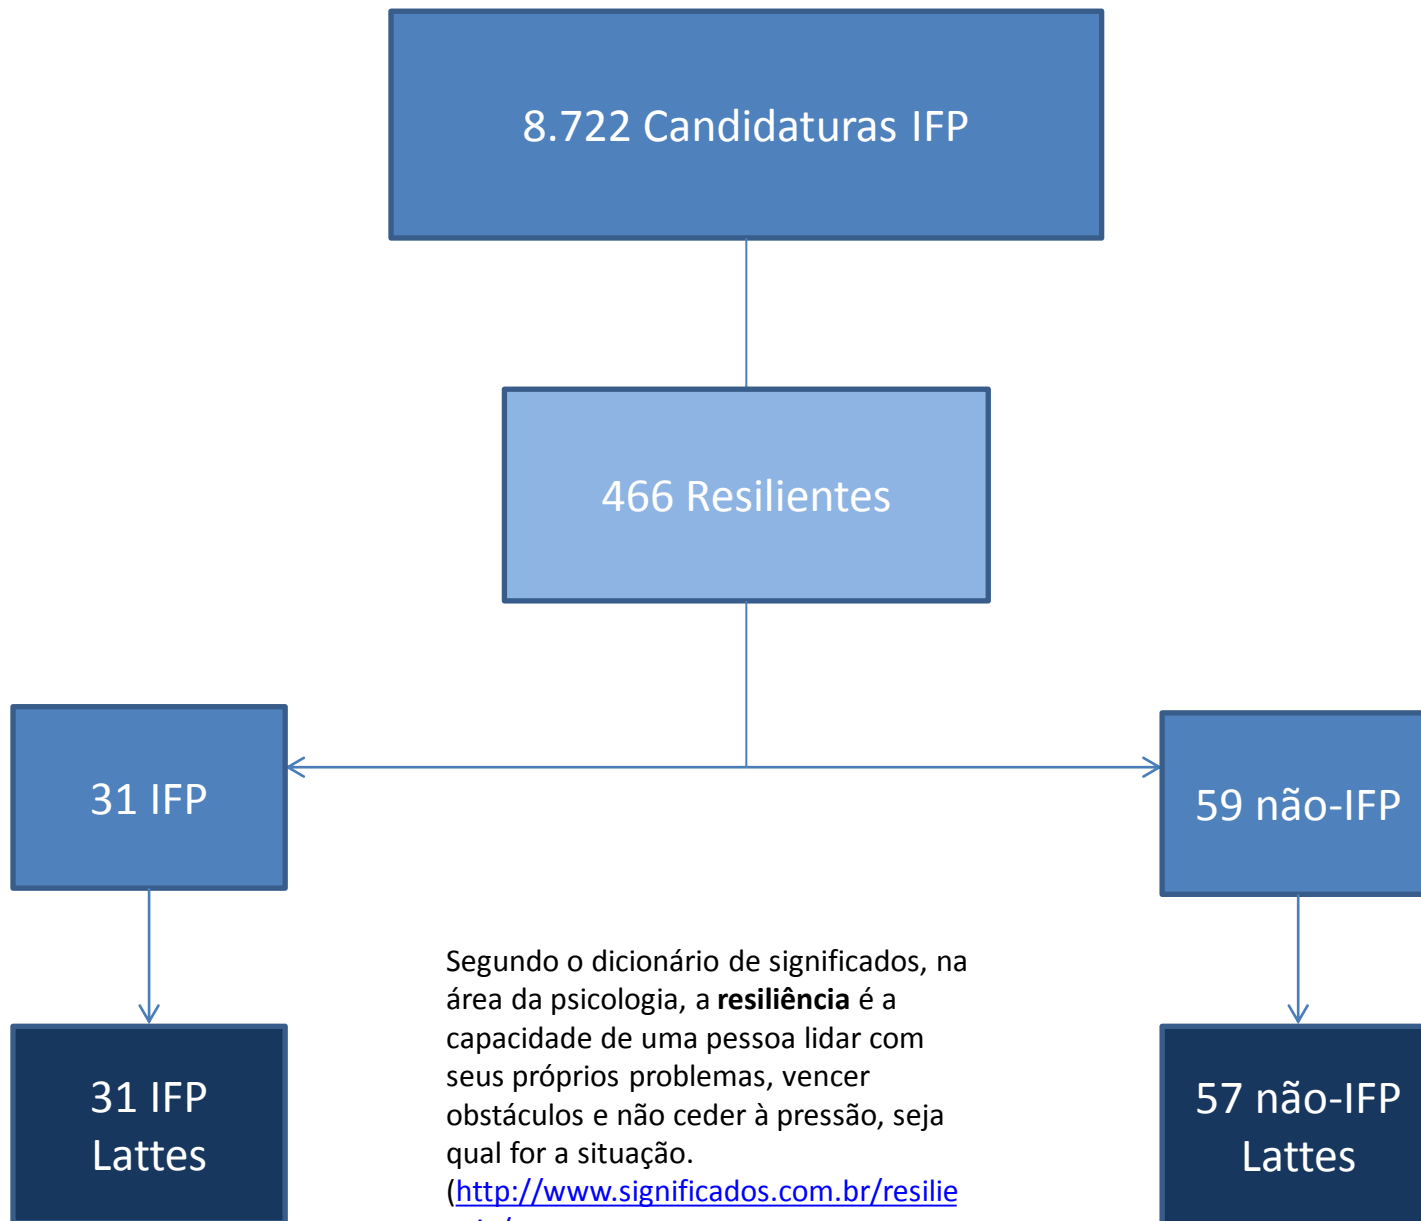 8.722 Candidaturas IFP
466 Resilientes
31 IFP
59 não-IFP
Segundo o dicionário de significados, na
área da psicologia, a resiliência é a
capacidade de uma pessoa lidar com
seus próprios problemas, vencer
obstáculos e não ceder à pressão, seja
qual for a situação.
(http://www.significados.com.br/resilie
31 IFP
Lattes
57 não-IFP
Lattes